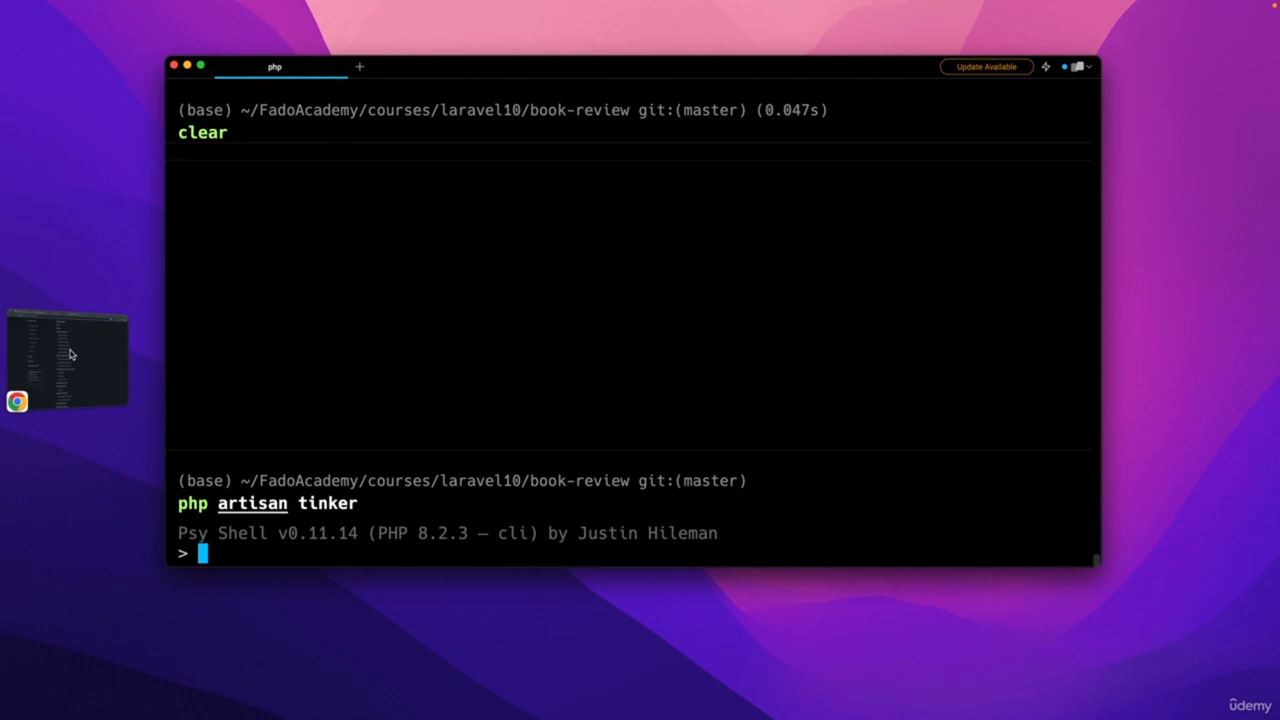 php
Update Available
(base) ~/FadoAcademy/courses/laravel10/book-review git:(master) (0.047s)
clear
(base) ~/FadoAcademy/courses/laravel10/book-review git:(master)
php artisan tinker
Psy Shell v0.11.14 (PHP 8.2.3 — cli) by Justin Hileman
>
ûdemy